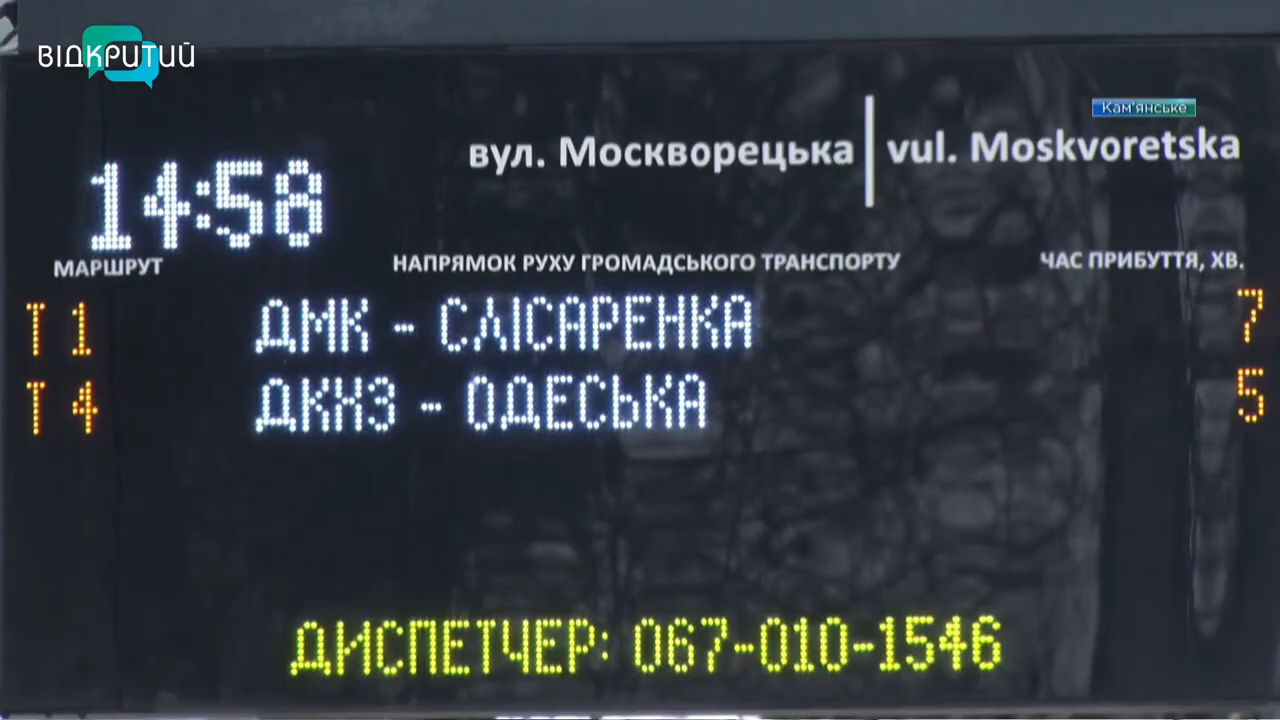 ВІДКРИТИЙ
Кам'янське
вул. Москворецька | vul. Moskvoretska
14:58
МАРШРУТ НАПРЯМОК РУХУ ГРОМАДСЬКОГО ТРАНСПОРТУ ЧАС ПРИБУТТЯ, ХВ.
Т 1 ДМК - СЛІСАРЕНКА 7
Т 4 ДКНЗ - ОДЕСЬКА 5
ДИСПЕТЧЕР: 067-010-1546